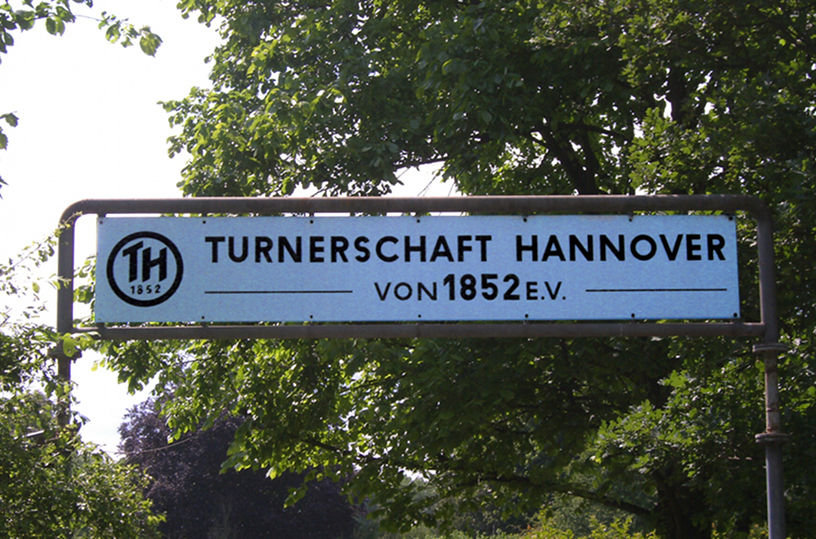 TH
1852
TURNERSCHAFT HANNOVER
VON 1852 E.V.